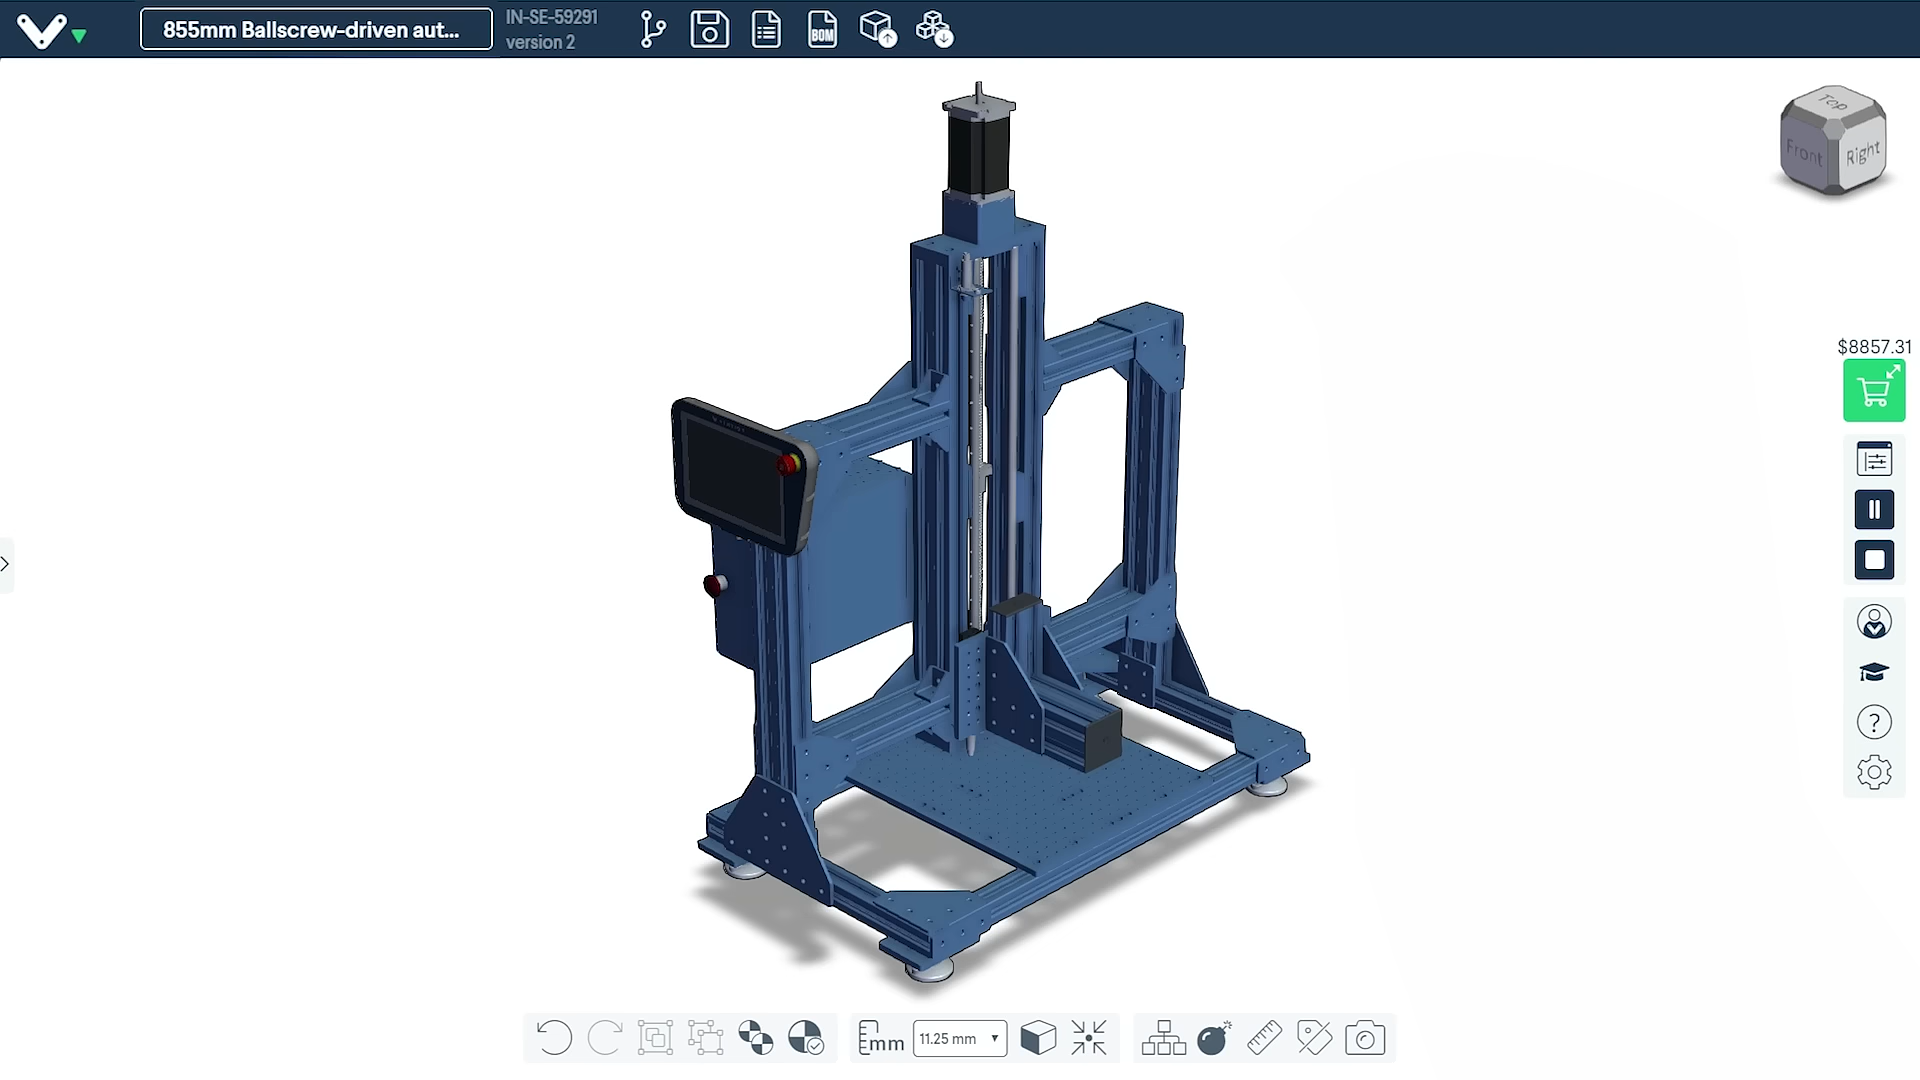 855mm Ballscrew-driven aut...
IN-SE-59291
version 2
BOM
Top
Front
Right
$8857.31
?
mm
11.25 mm